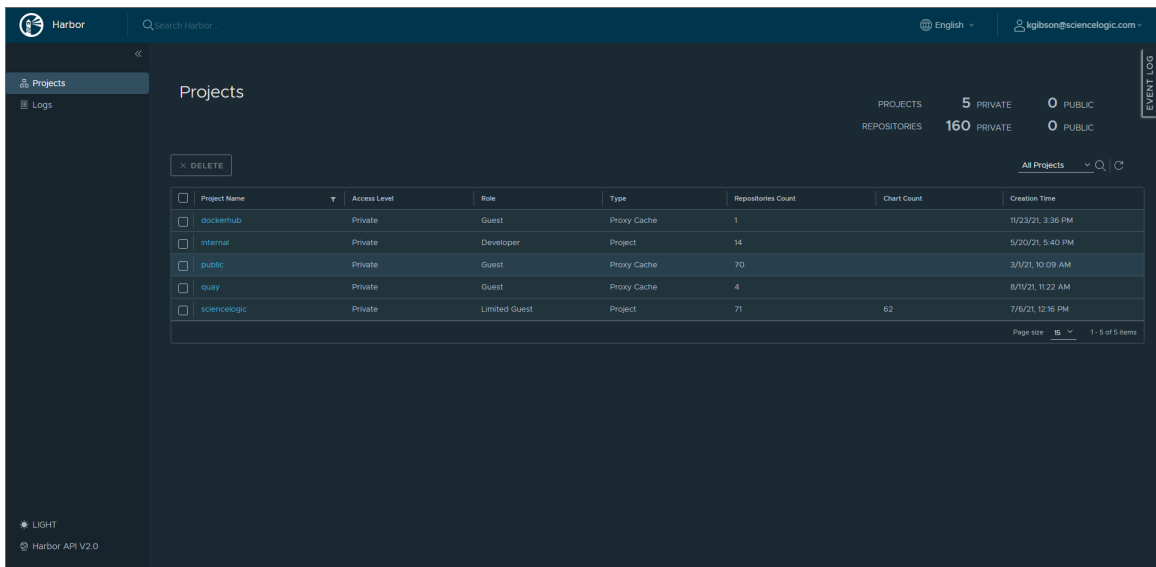 Harbor
Search Harbor...
English
kgibson@sciencelogic.com
Projects
Logs
EVENT LOG
Projects
PROJECTS 5 PRIVATE 0 PUBLIC
REPOSITORIES 160 PRIVATE 0 PUBLIC
× DELETE
All Projects
Project Name Access Level Role Type Repositories Count Chart Count Creation Time
dockerhub Private Guest Proxy Cache 1 11/23/21, 3:36 PM
internal Private Developer Project 14 5/20/21, 5:40 PM
public Private Guest Proxy Cache 70 3/1/21, 10:09 AM
quay Private Guest Proxy Cache 4 8/11/21, 11:22 AM
sciencelogic Private Limited Guest Project 71 62 7/6/21, 12:16 PM
Page size 15 1 - 5 of 5 items
LIGHT
Harbor API V2.0